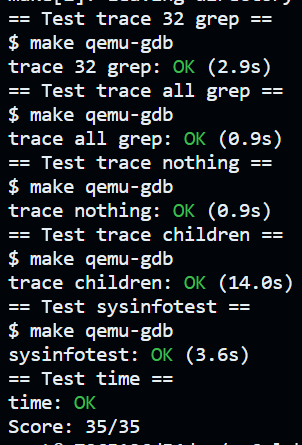 == Test trace 32 grep ==
$ make qemu-gdb
trace 32 grep: OK (2.9s)
== Test trace all grep ==
$ make qemu-gdb
trace all grep: OK (0.9s)
== Test trace nothing ==
$ make qemu-gdb
trace nothing: OK (0.9s)
== Test trace children ==
$ make qemu-gdb
trace children: OK (14.0s)
== Test sysinfotest ==
$ make qemu-gdb
sysinfotest: OK (3.6s)
== Test time ==
time: OK
Score: 35/35